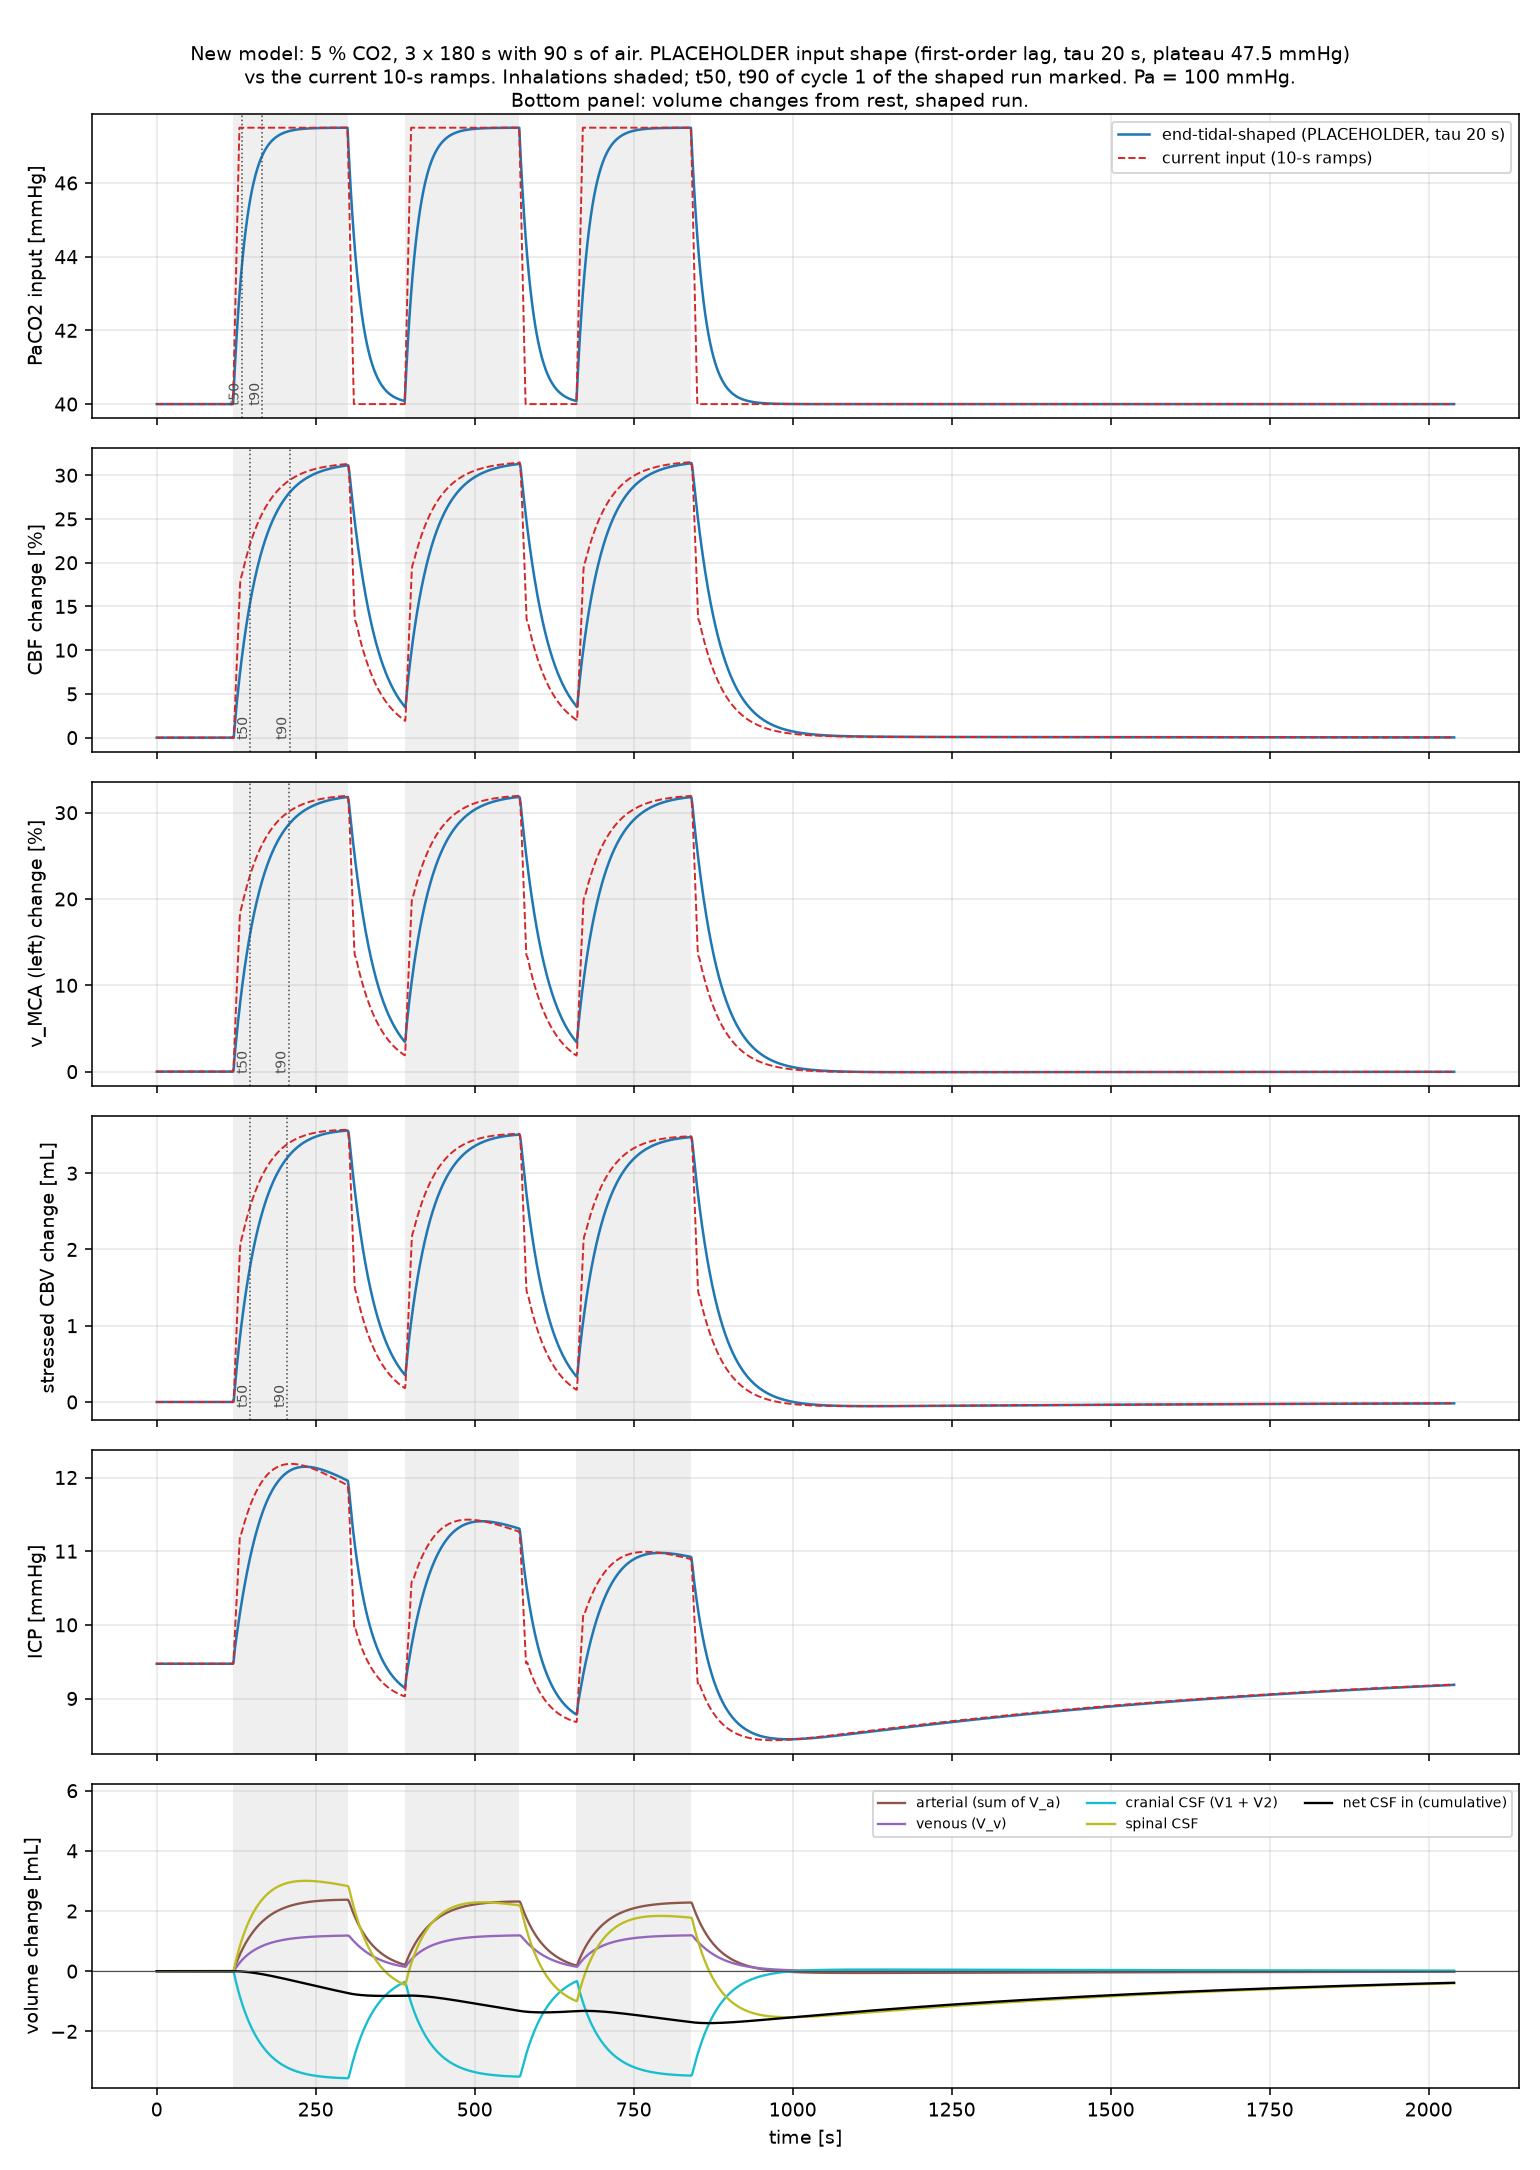 New model: 5 % CO2, 3 x 180 s with 90 s of air. PLACEHOLDER input shape (first-order lag, tau 20 s, plateau 47.5 mmHg)
vs the current 10-s ramps. Inhalations shaded; t50, t90 of cycle 1 of the shaped run marked. Pa = 100 mmHg.
Bottom panel: volume changes from rest, shaped run.
PaCO2 input [mmHg]
46
44
42
40
t50
t90
end-tidal-shaped (PLACEHOLDER, tau 20 s)
current input (10-s ramps)
CBF change [%]
30
25
20
15
10
5
0
t50
t90
v_MCA (left) change [%]
30
20
10
0
t50
t90
stressed CBV change [mL]
3
2
1
0
t50
t90
ICP [mmHg]
12
11
10
9
volume change [mL]
6
4
2
0
−2
arterial (sum of V_a)
venous (V_v)
cranial CSF (V1 + V2)
spinal CSF
net CSF in (cumulative)
0
250
500
750
1000
1250
1500
1750
2000
time [s]